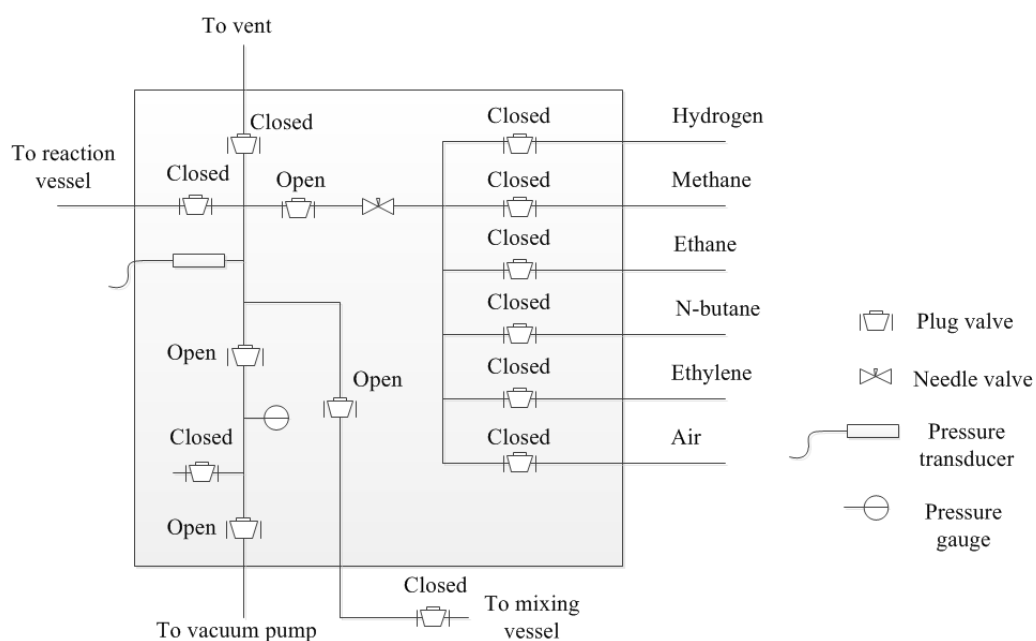 To vent
Closed
Closed
Hydrogen
To reaction
vessel
Closed
Open
Closed
Methane
Closed
Ethane
Closed
N-butane
Open
Open
Closed
Ethylene
Closed
Closed
Air
Open
Closed
To vacuum pump
To mixing
vessel
Plug valve
Needle valve
Pressure
transducer
Pressure
gauge